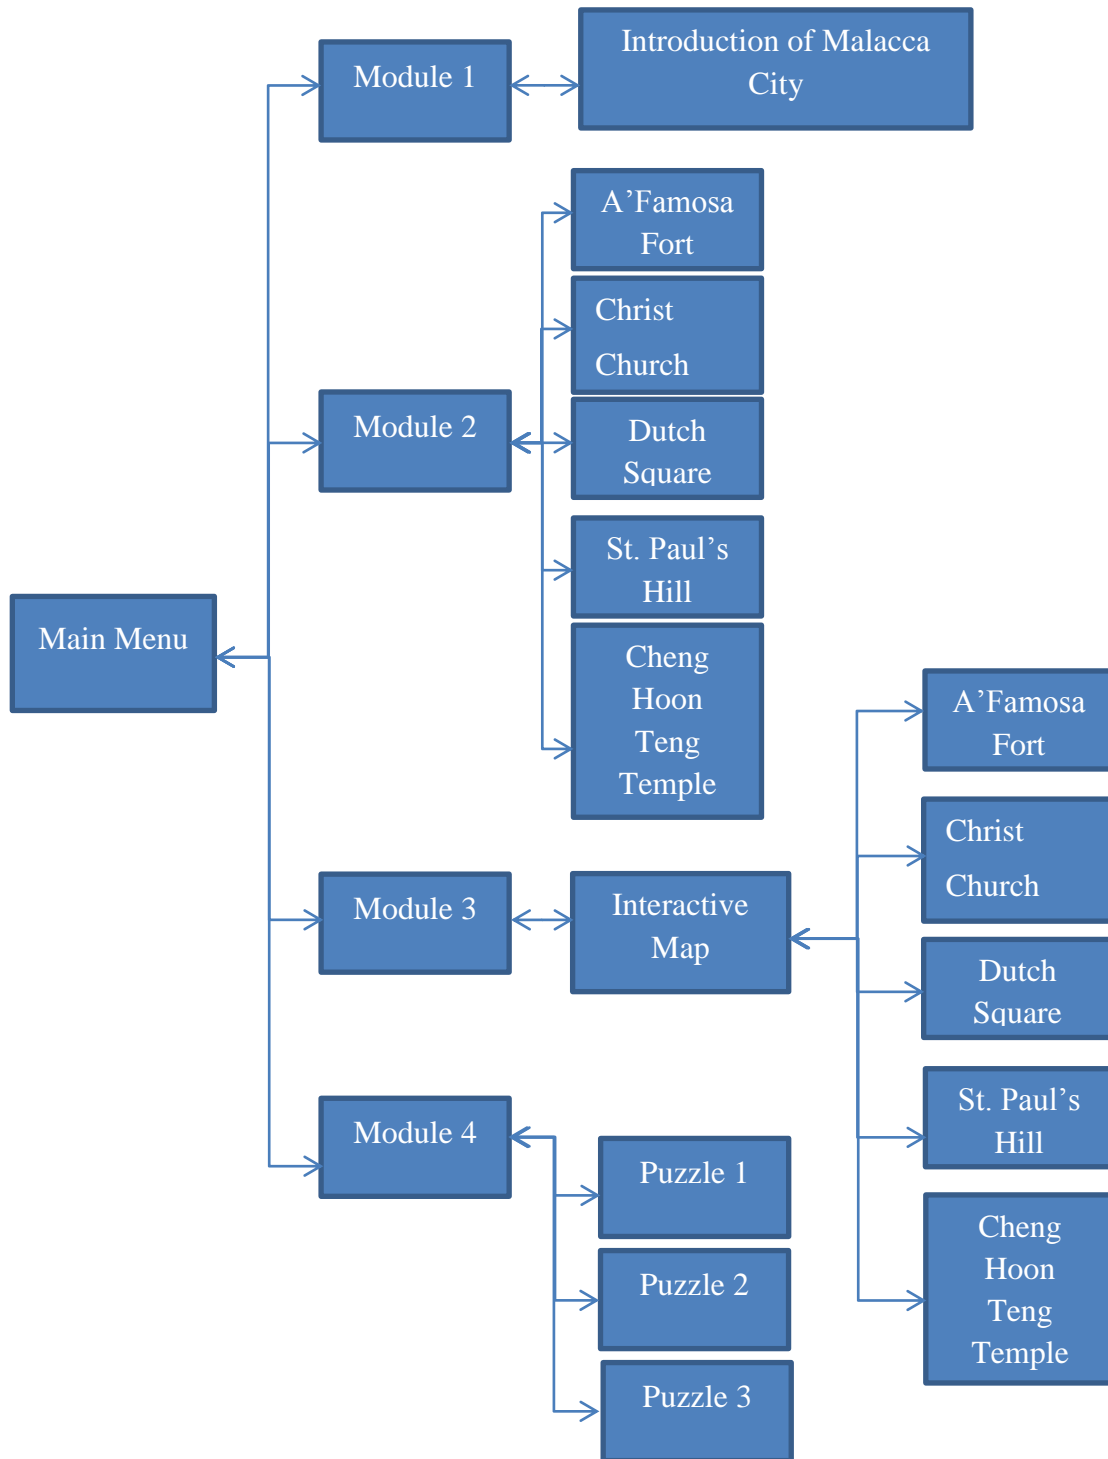 Module 1
Introduction of Malacca
City
Module 2
A’Famosa
Fort
Christ
Church
Dutch
Square
St. Paul’s
Hill
Cheng
Hoon
Teng
Temple
Main Menu
Module 3
Interactive
Map
A’Famosa
Fort
Christ
Church
Dutch
Square
St. Paul’s
Hill
Cheng
Hoon
Teng
Temple
Module 4
Puzzle 1
Puzzle 2
Puzzle 3